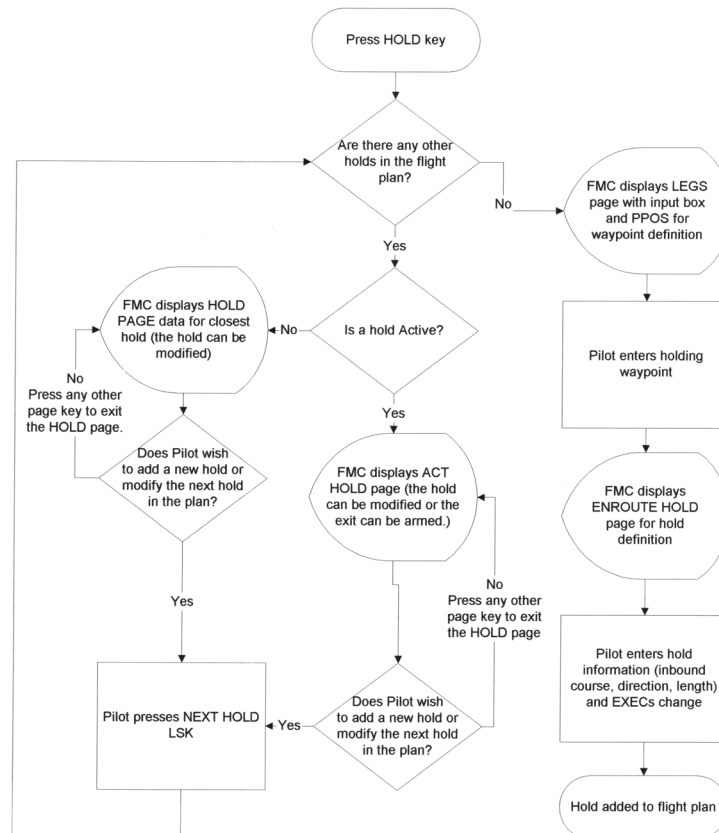 Press HOLD key
Are there any other
holds in the flight
plan?
No
FMC displays LEGS
page with input box
and PPOS for
waypoint definition
Yes
FMC displays HOLD
PAGE data for closest
hold (the hold can be
modified)
No
Is a hold Active?
Pilot enters holding
waypoint
No
Press any other
page key to exit
the HOLD page.
Yes
Does Pilot wish
to add a new hold or
modify the next hold
in the plan?
FMC displays ACT
HOLD page (the hold
can be modified or the
exit can be armed.)
FMC displays
ENROUTE HOLD
page for hold
definition
No
Press any other
page key to exit
the HOLD page
Yes
Pilot enters hold
information (inbound
course, direction, length)
and EXECs change
Pilot presses NEXT HOLD
LSK
Yes
Does Pilot wish
to add a new hold or
modify the next hold
in the plan?
Hold added to flight plan